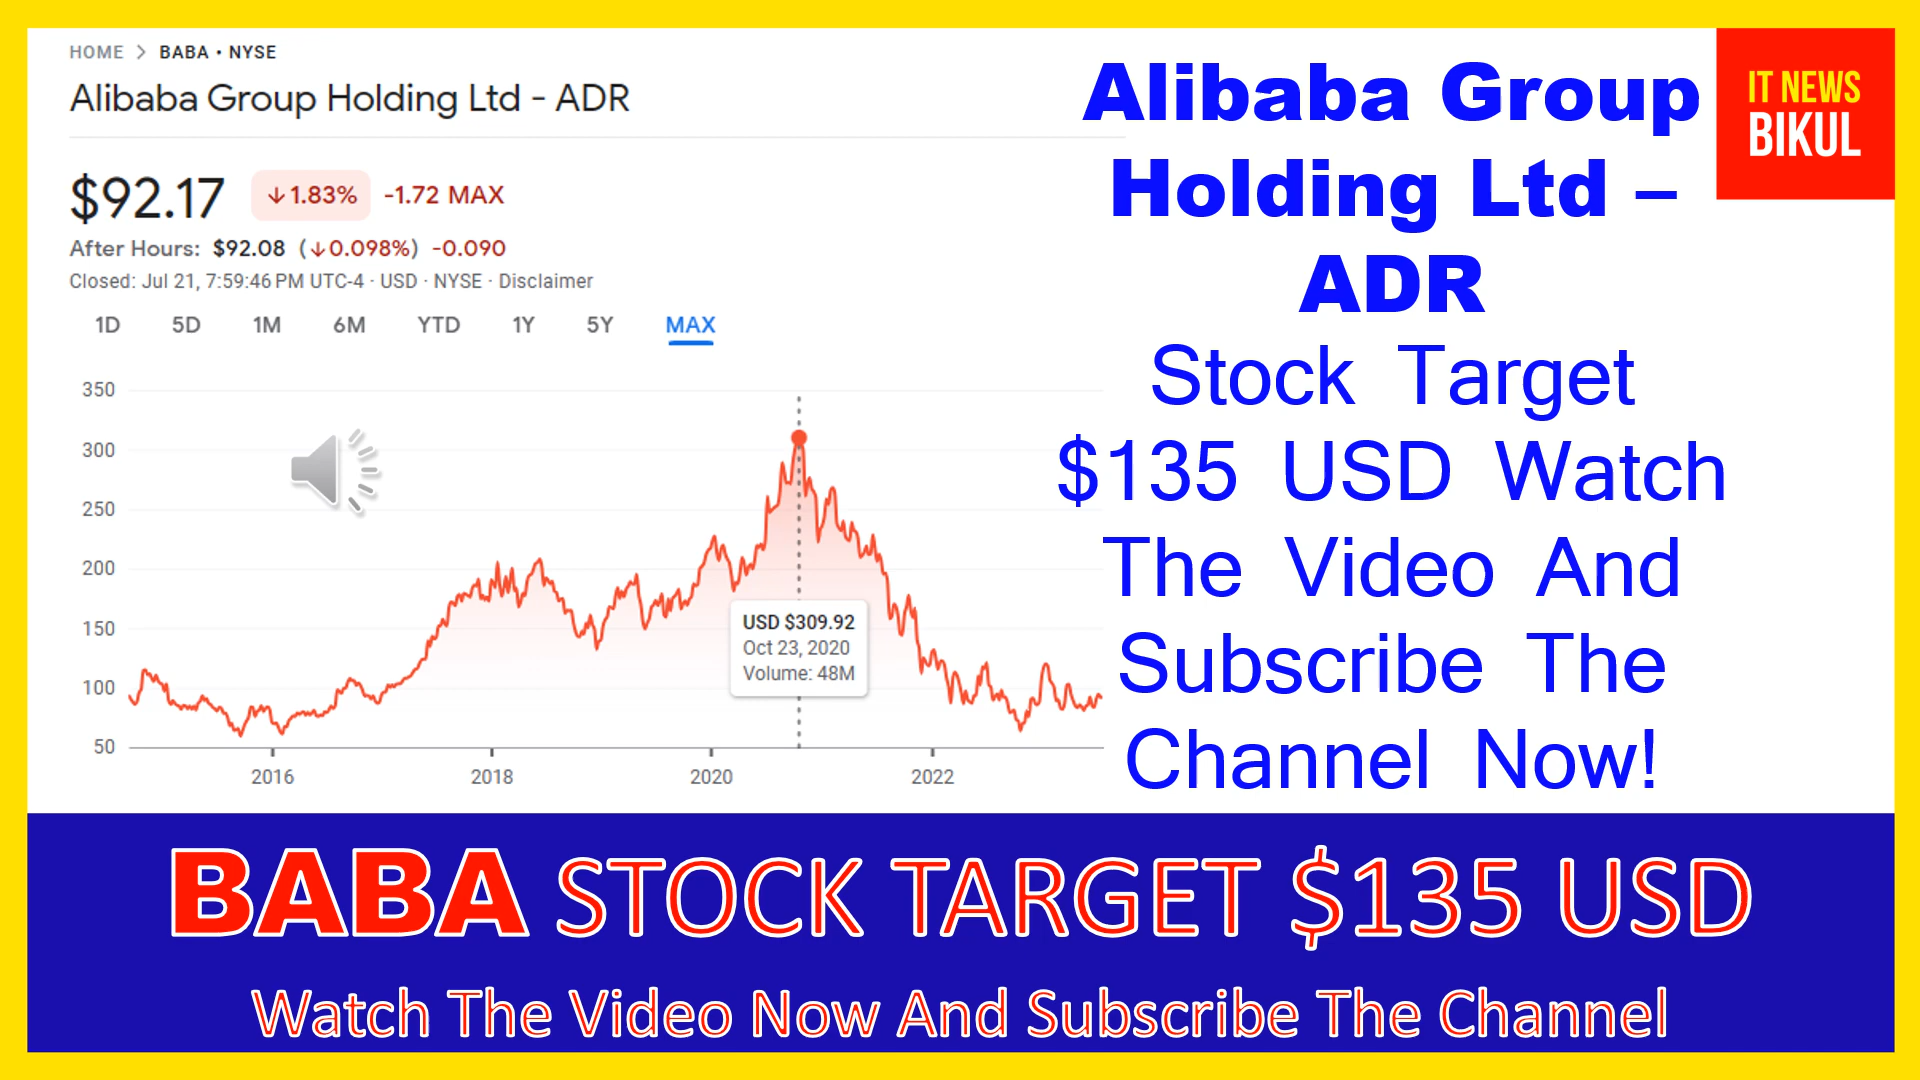 HOME > BABA • NYSE
Alibaba Group Holding Ltd - ADR
$92.17 ↓1.83% -1.72 MAX
After Hours: $92.08 (↓0.098%) -0.090
Closed: Jul 21, 7:59:46 PM UTC-4 · USD · NYSE · Disclaimer
1D 5D 1M 6M YTD 1Y 5Y MAX
350
300
250
200
150
100
50
USD $309.92
Oct 23, 2020
Volume: 48M
2016 2018 2020 2022
Alibaba Group
Holding Ltd –
ADR
Stock Target
$135 USD Watch
The Video And
Subscribe The
Channel Now!
IT NEWS
BIKUL
BABA STOCK TARGET $135 USD
Watch The Video Now And Subscribe The Channel